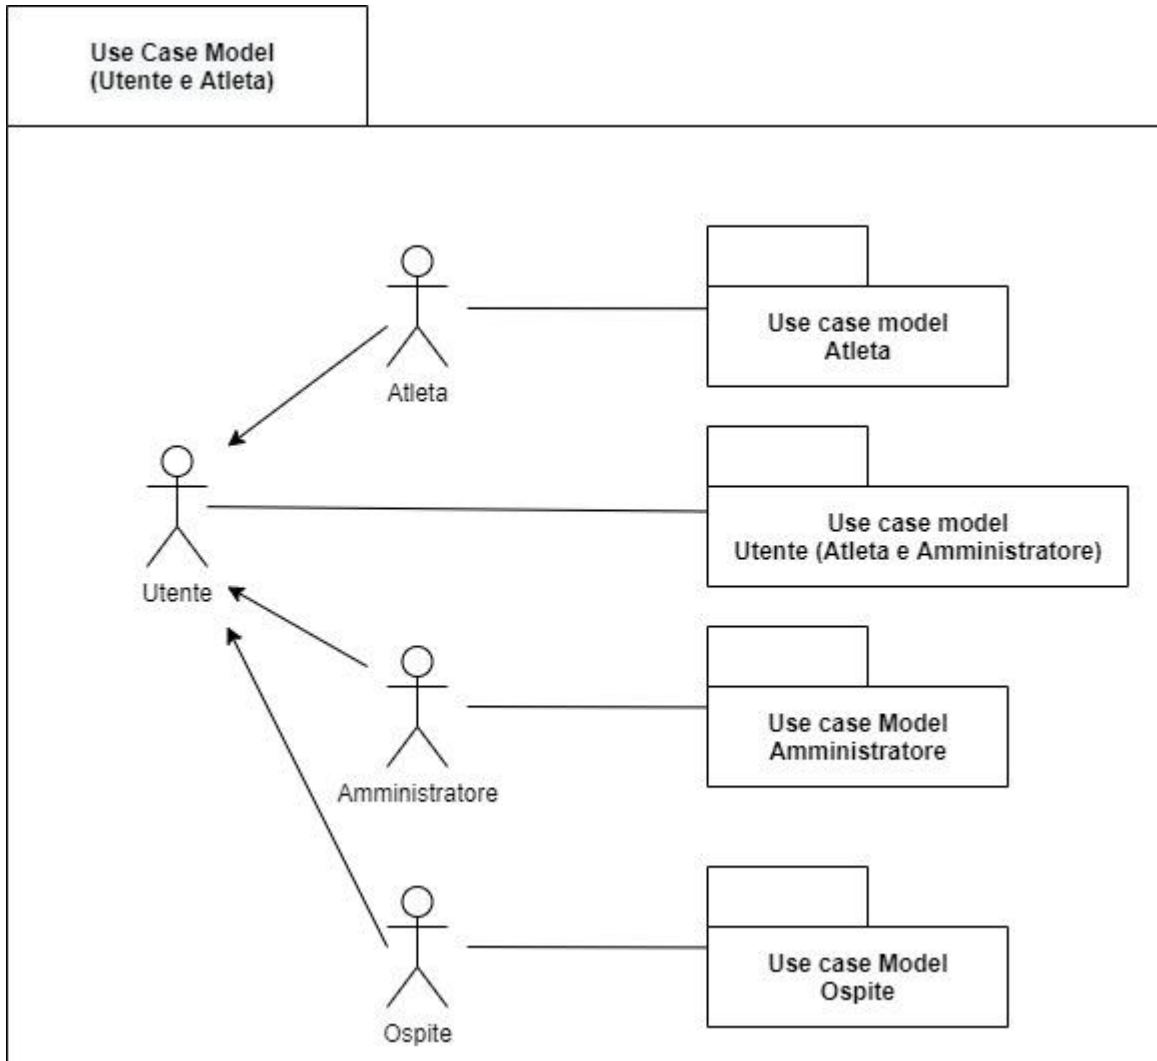 Use Case Model
(Utente e Atleta)
Atleta
Use case model
Atleta
Utente
Use case model
Utente (Atleta e Amministratore)
Amministratore
Use case Model
Amministratore
Ospite
Use case Model
Ospite